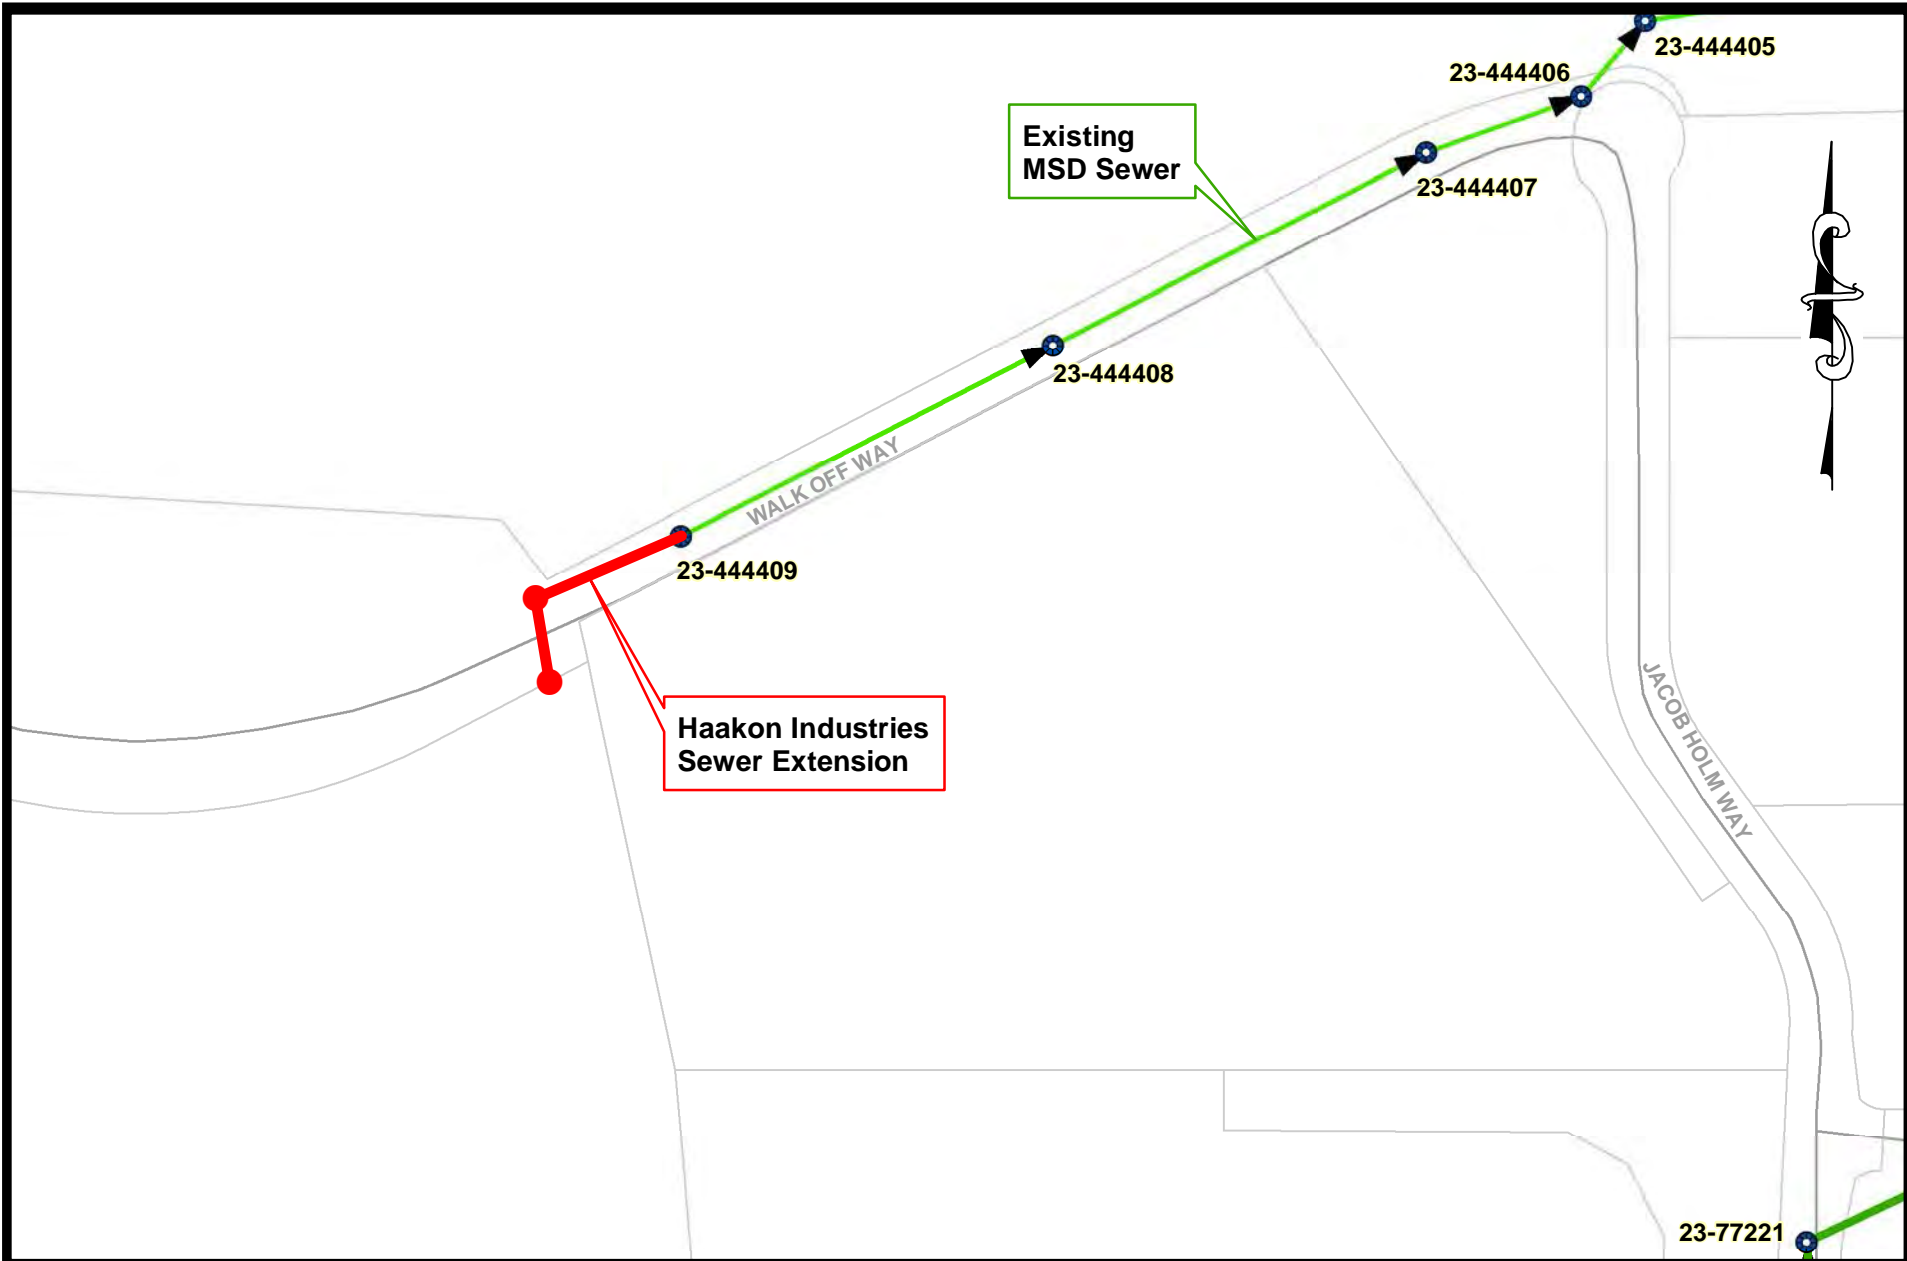 23-444405
23-444406
Existing
MSD Sewer
23-444407
23-444408
WALK OFF WAY
23-444409
Haakon Industries
Sewer Extension
JACOB HOLM WAY
23-77221